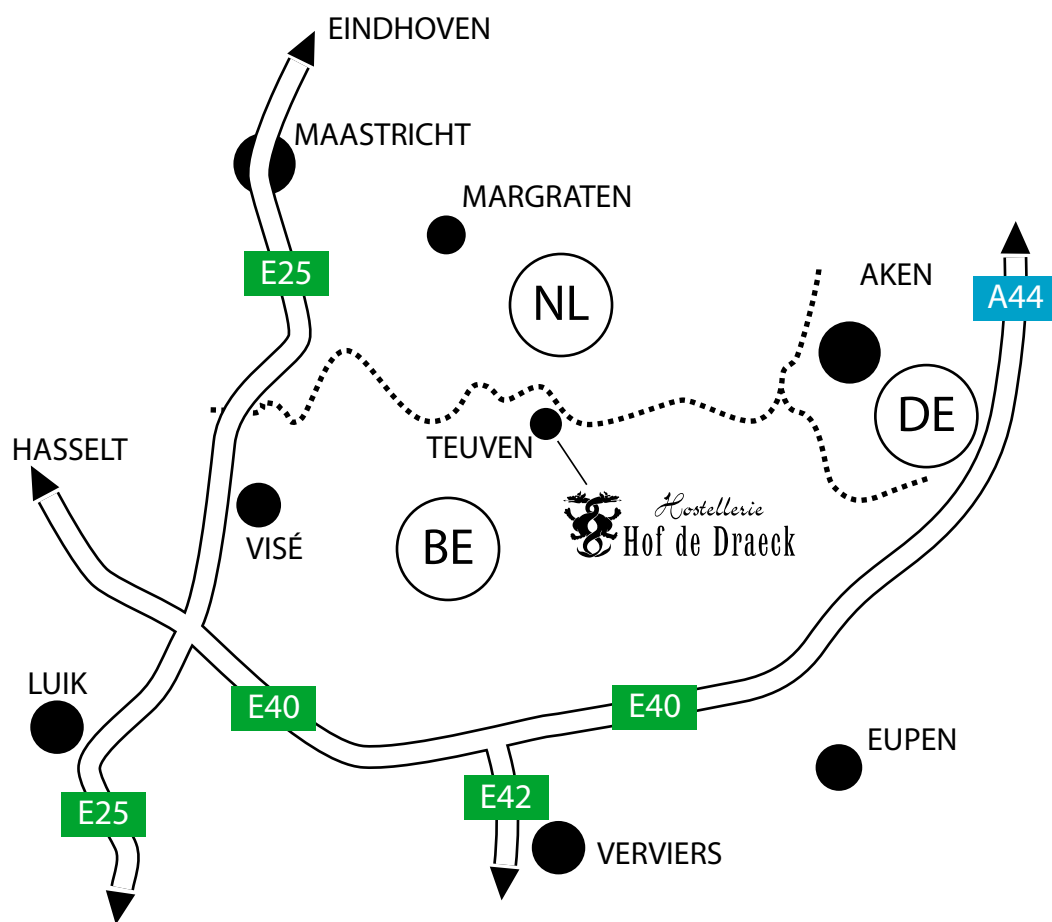 EINDHOVEN
MAASTRICHT
MARGRATEN
E25
NL
AKEN
A44
DE
HASSELT
TEUVEN
Hostellerie
Hof de Draeck
VISÉ
BE
LUIK
E40
E40
EUPEN
E25
E42
VERVIERS